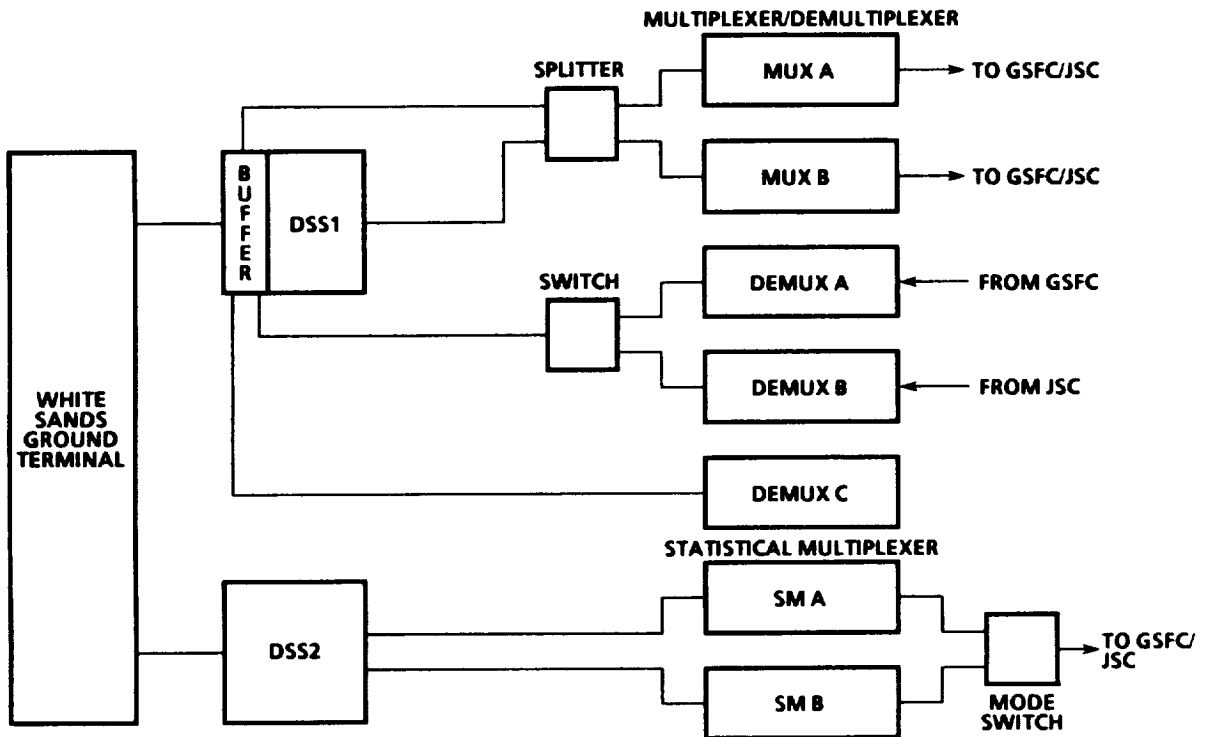 MULTIPLEXER/DEMULTIPLEXER
SPLITTER
MUX A
TO GSFC/JSC
MUX B
TO GSFC/JSC
BUFFER
DSS1
SWITCH
DEMUX A
FROM GSFC
DEMUX B
FROM JSC
WHITE
SANDS
GROUND
TERMINAL
DEMUX C
STATISTICAL MULTIPLEXER
SM A
DSS2
TO GSFC/
JSC
SM B
MODE
SWITCH